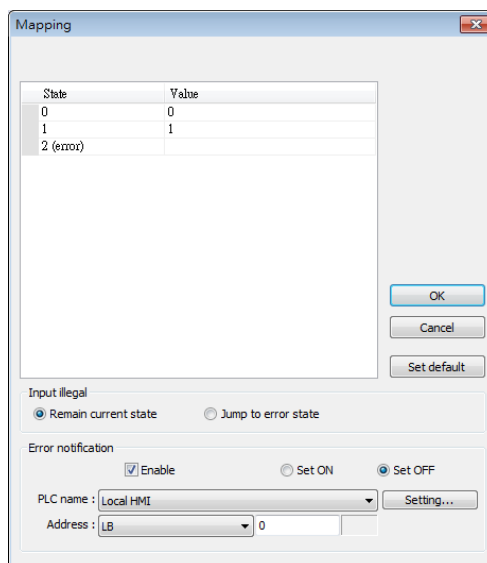 Mapping
State Value
0 0
1 1
2 (error)
OK
Cancel
Set default
Input illegal
Remain current state Jump to error state
Error notification
Enable Set ON Set OFF
PLC name : Local HMI Setting...
Address : LB 0